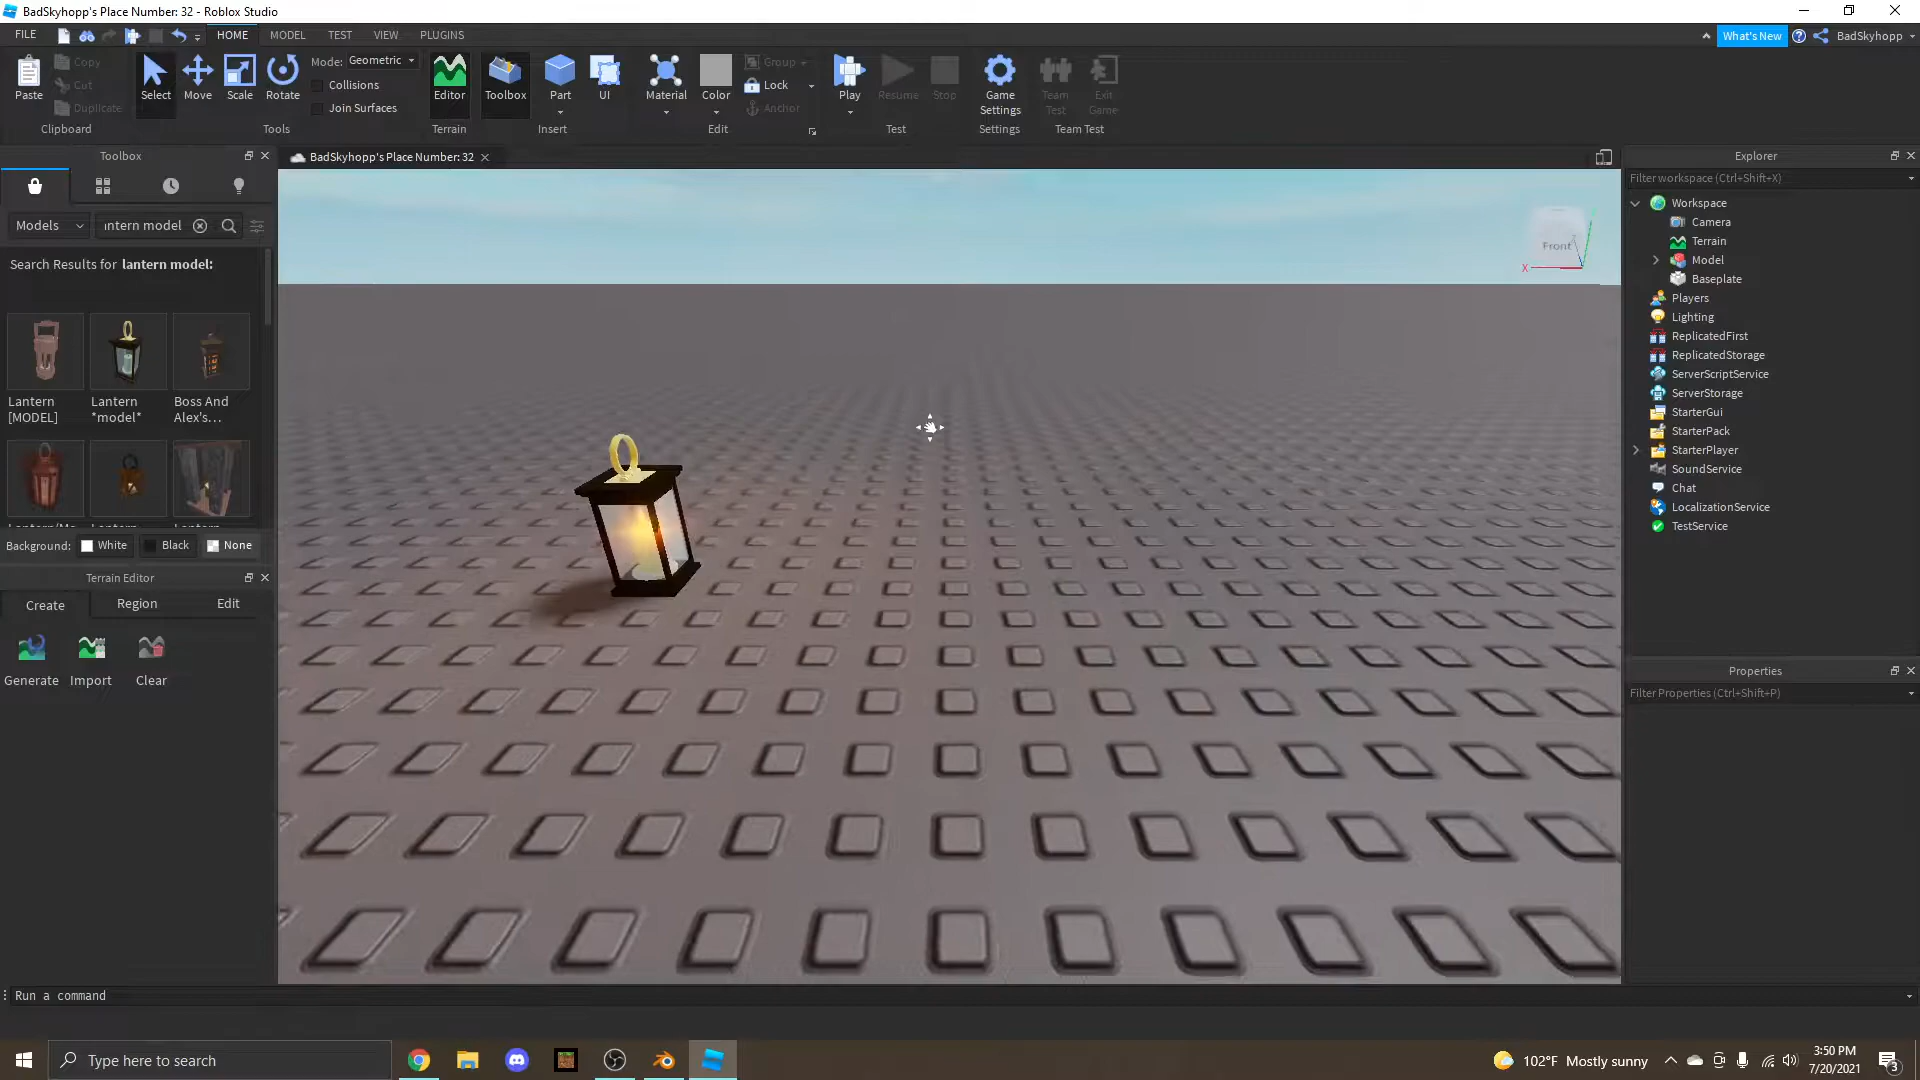 BadSkyhopp's Place Number: 32 - Roblox Studio
FILE HOME MODEL TEST VIEW PLUGINS What's New BadSkyhopp
Paste Copy Cut Duplicate
Clipboard
Select Move Scale Rotate Mode: Geometric Collisions Join Surfaces
Tools
Editor
Terrain
Toolbox Part UI
Insert
Material Color Group Lock Anchor
Edit
Play Resume Stop
Test
Game Settings
Settings
Team Test Exit Game
Team Test
Toolbox
BadSkyhopp's Place Number: 32
Models
ntern model
Search Results for lantern model:
Lantern [MODEL]
Lantern *model*
Boss And Alex's...
Background: White Black None
Terrain Editor
Create Region Edit
Generate Import Clear
Front
X
Explorer
Filter workspace (Ctrl+Shift+X)
Workspace
Camera
Terrain
Model
Baseplate
Players
Lighting
ReplicatedFirst
ReplicatedStorage
ServerScriptService
ServerStorage
StarterGui
StarterPack
StarterPlayer
SoundService
Chat
LocalizationService
TestService
Properties
Filter Properties (Ctrl+Shift+P)
Run a command
Type here to search
102°F Mostly sunny
3:50 PM
7/20/2021
3